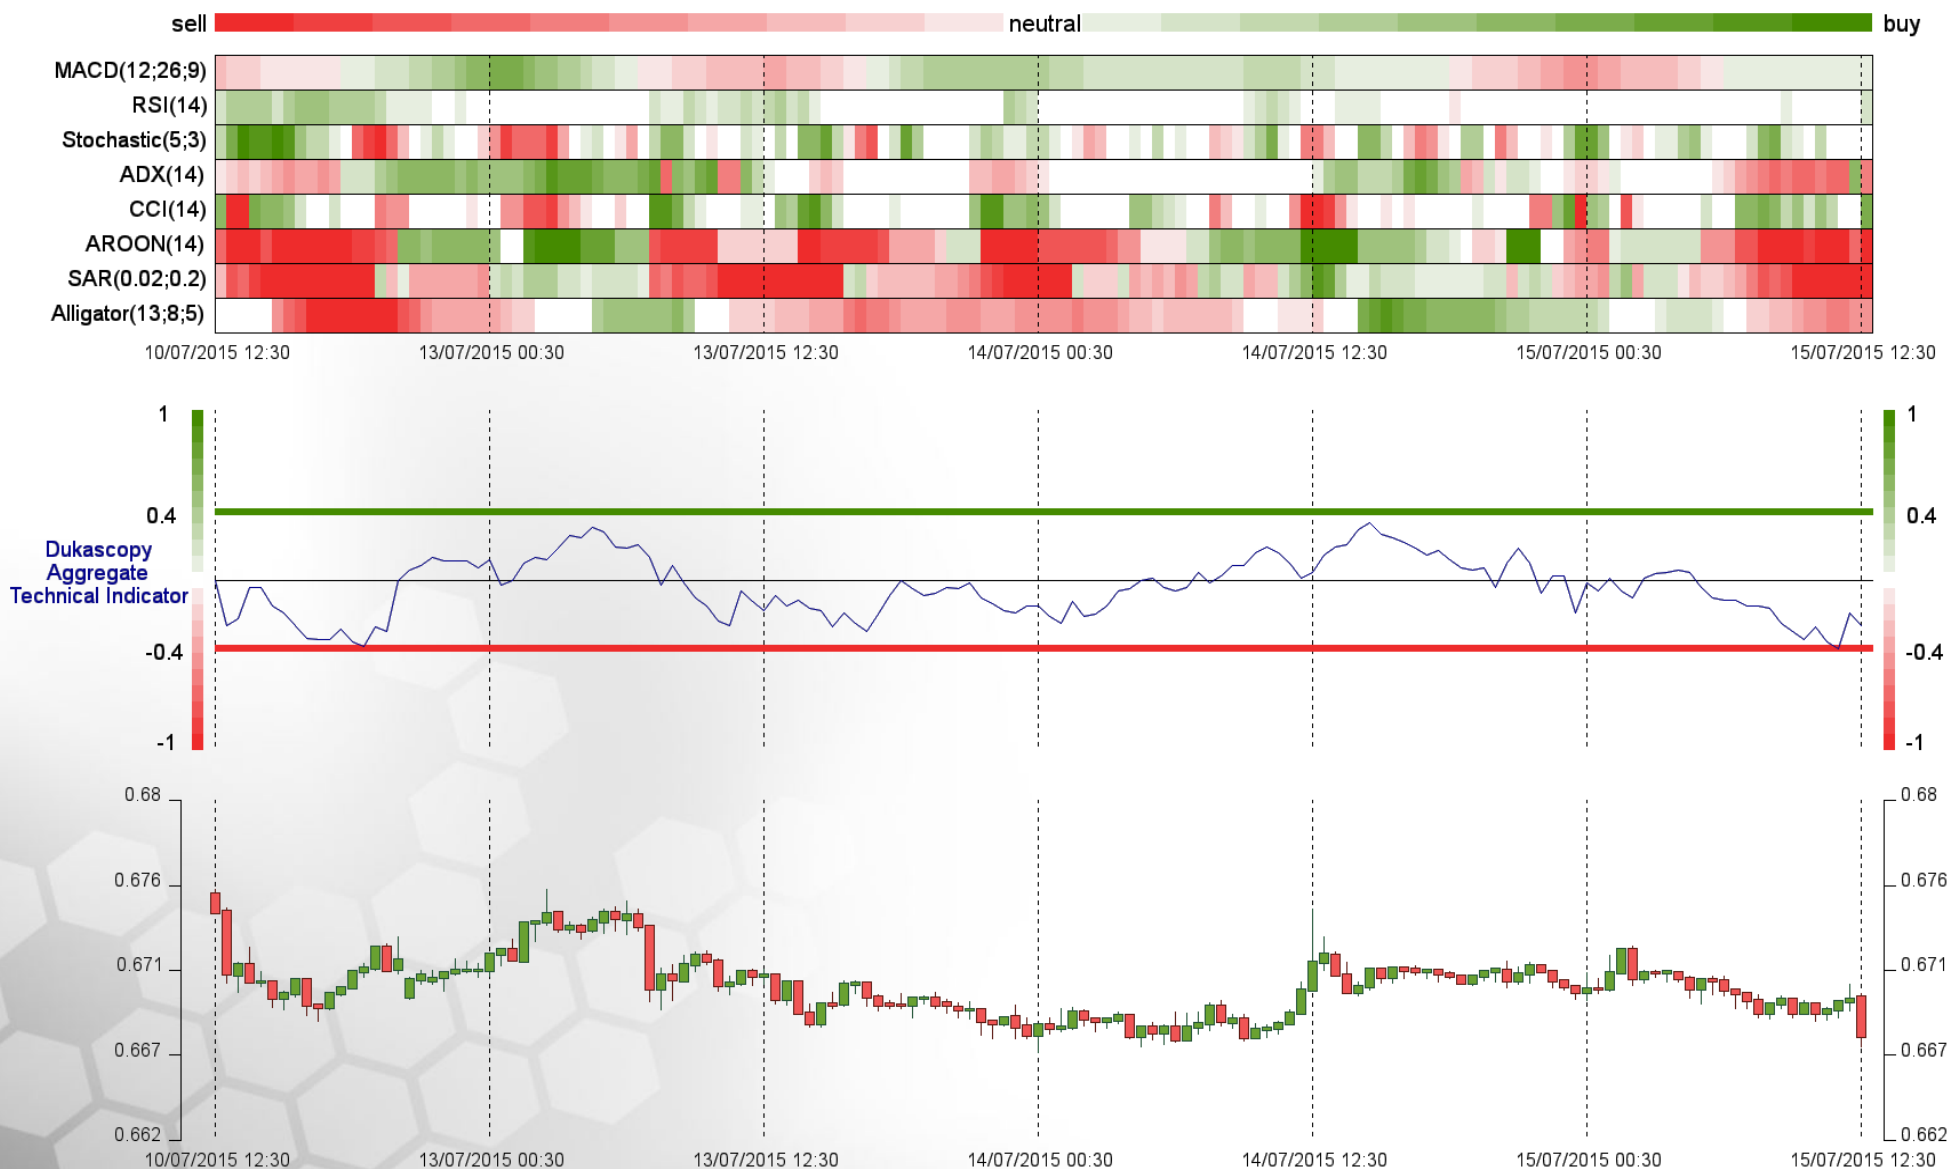 sell neutral buy
MACD(12;26;9)
RSI(14)
Stochastic(5;3)
ADX(14)
CCI(14)
AROON(14)
SAR(0.02;0.2)
Alligator(13;8;5)
10/07/2015 12:30 13/07/2015 00:30 13/07/2015 12:30 14/07/2015 00:30 14/07/2015 12:30 15/07/2015 00:30 15/07/2015 12:30
1 1
0.4 0.4
Dukascopy
Aggregate
Technical Indicator
-0.4 -0.4
-1 -1
0.68 0.68
0.676 0.676
0.671 0.671
0.667 0.667
0.662 0.662
10/07/2015 12:30 13/07/2015 00:30 13/07/2015 12:30 14/07/2015 00:30 14/07/2015 12:30 15/07/2015 00:30 15/07/2015 12:30